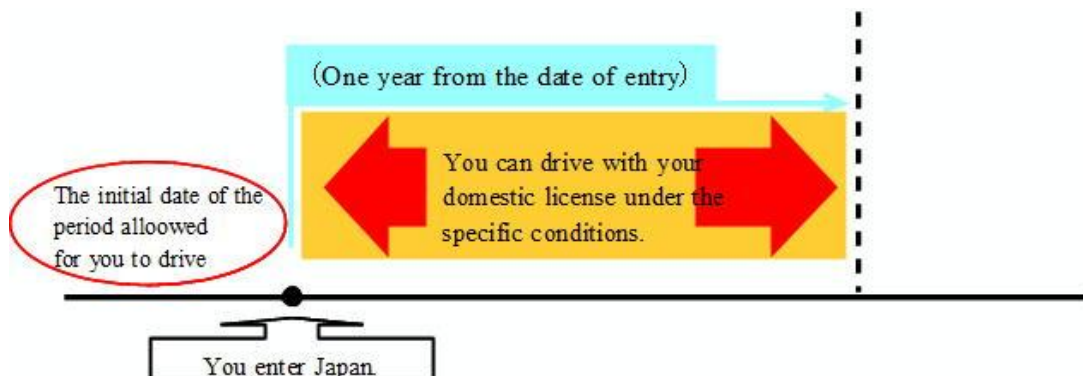 (One year from the date of entry)
You can drive with your
domestic license under the
specific conditions.
The initial date of the
period alloowed
for you to drive
You enter Japan.